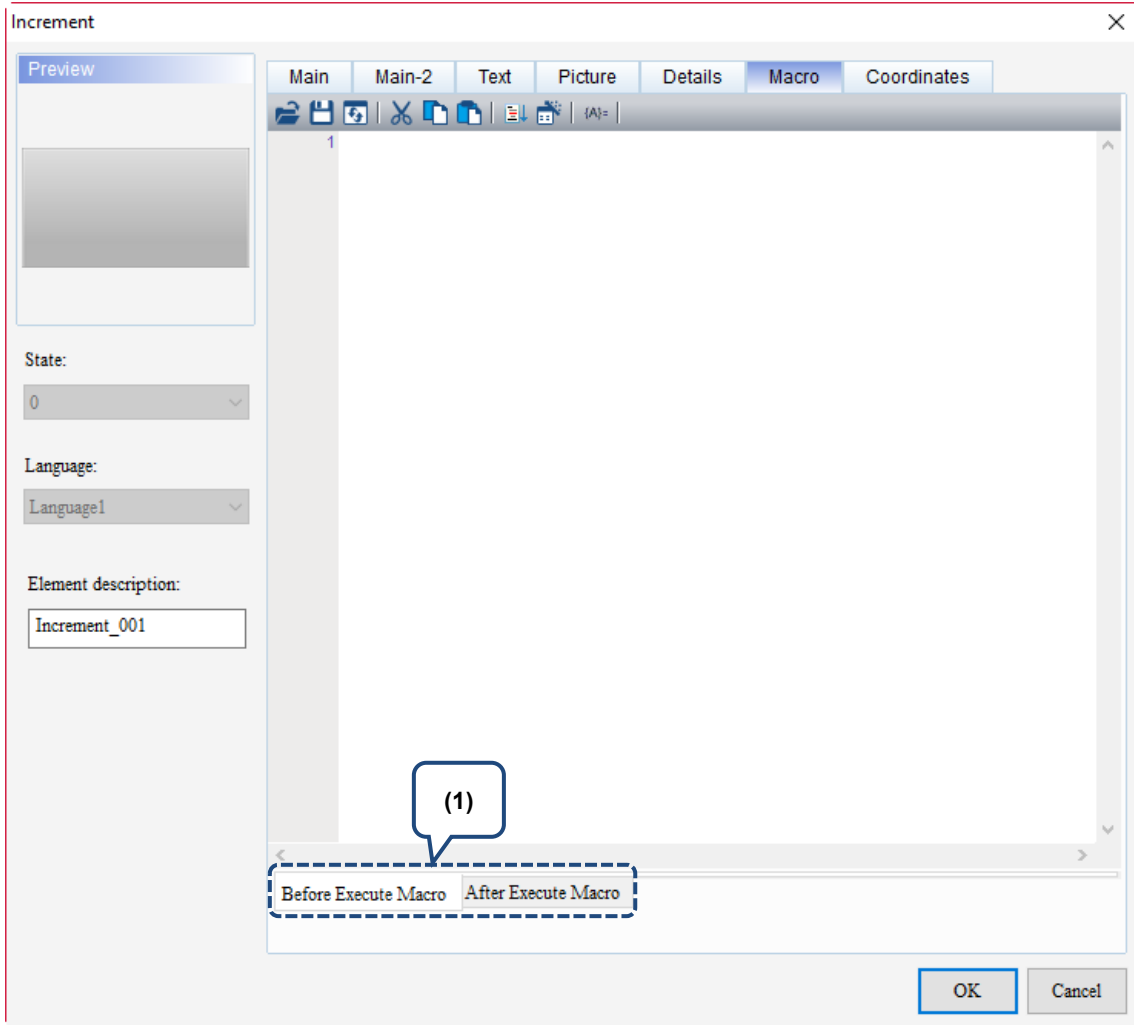 Increment
Preview
Main Main-2 Text Picture Details Macro Coordinates
{A}=
1
State:
0
Language:
Language1
Element description:
Increment_001
(1)
Before Execute Macro After Execute Macro
OK Cancel